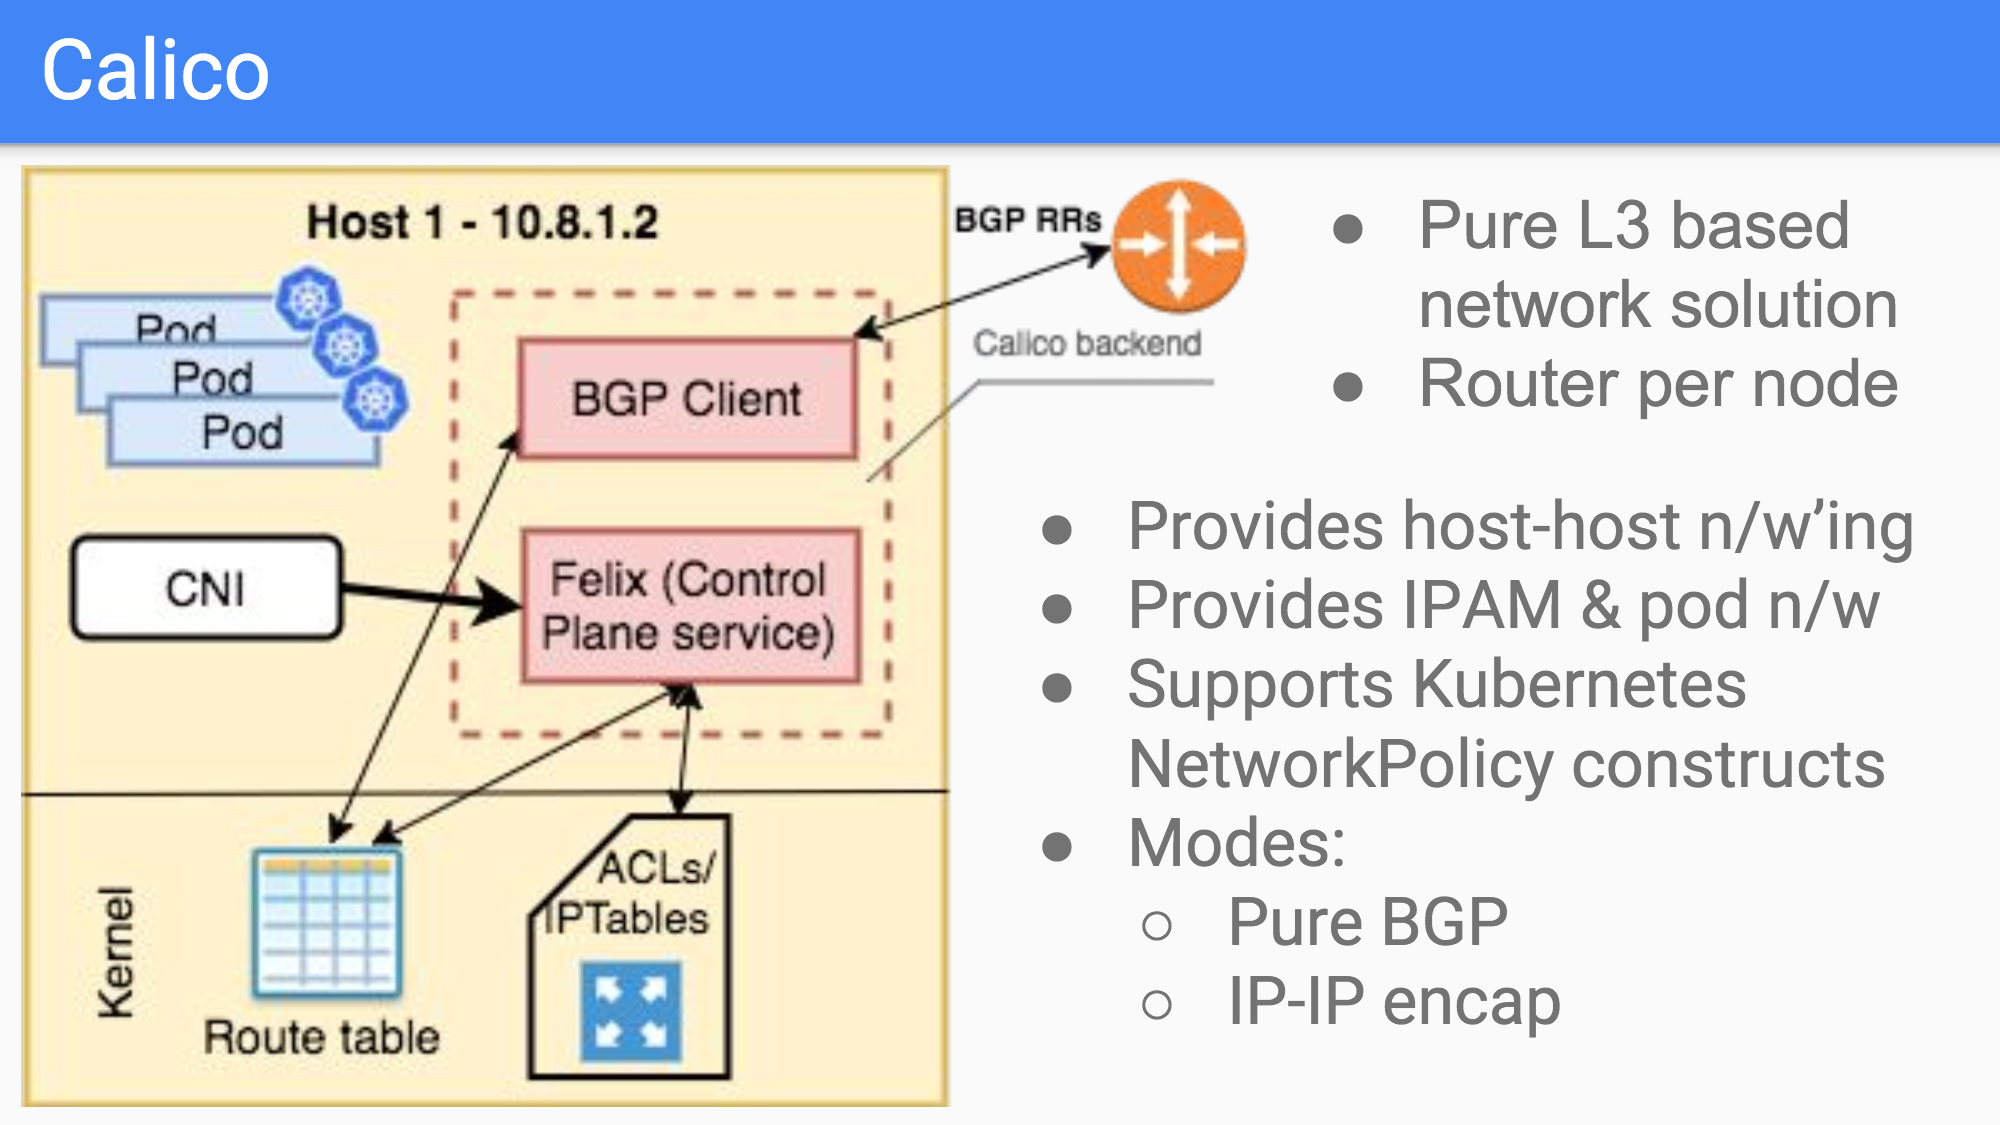 Calico
Host 1 - 10.8.1.2
Pod
Pod
Pod
CNI
BGP Client
Felix (Control
Plane service)
Kernel
Route table
ACLs/
IPTables
BGP RRs
Calico backend
● Pure L3 based
network solution
● Router per node
● Provides host-host n/w’ing
● Provides IPAM & pod n/w
● Supports Kubernetes
NetworkPolicy constructs
● Modes:
○ Pure BGP
○ IP-IP encap